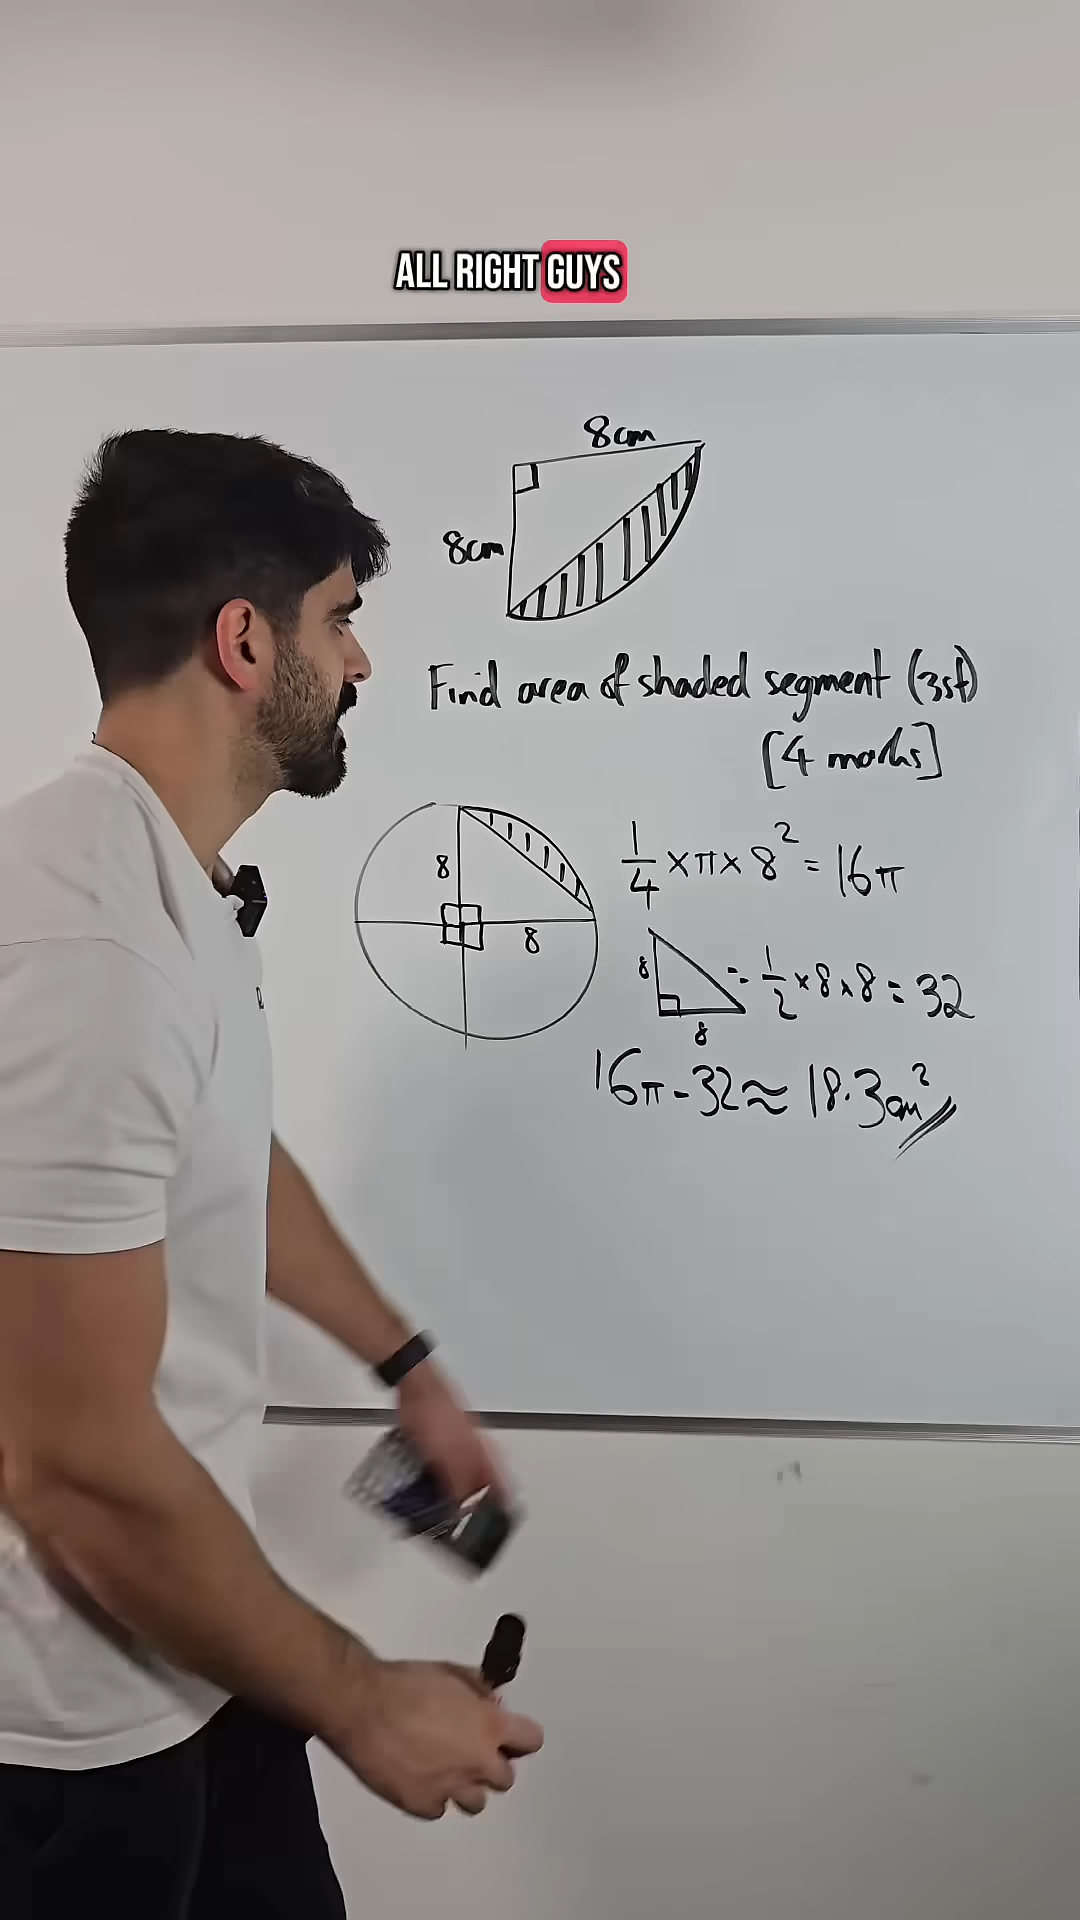 ALL RIGHT GUYS
8cm
8cm
Find area of shaded segment (3sf)
[4 marks]
8
8
1/4 × π × 8² = 16π
8
8
= 1/2 × 8 × 8 = 32
16π - 32 ≈ 18.3cm²